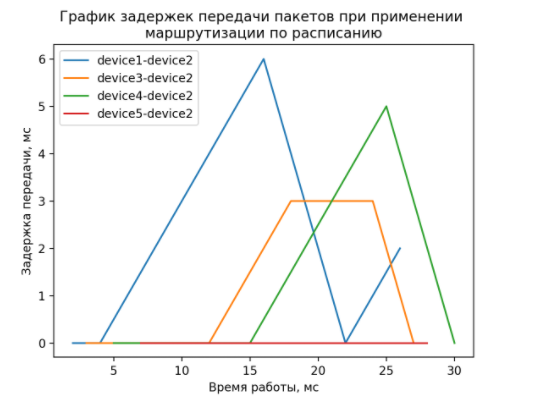 График задержек передачи пакетов при применении
маршрутизации по расписанию
device1-device2
device3-device2
device4-device2
device5-device2
Задержка передачи, мс
6
5
4
3
2
1
0
5
10
15
20
25
30
Время работы, мс